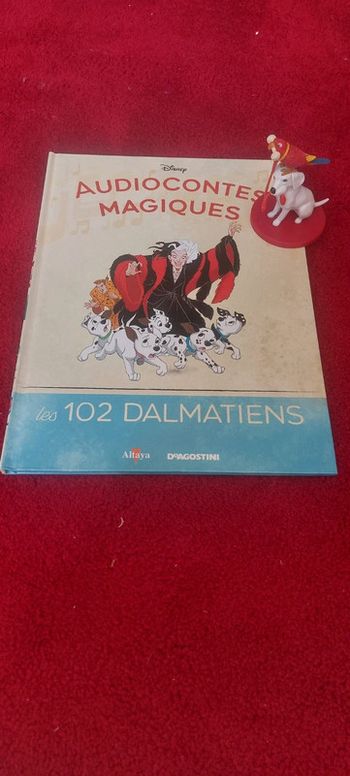 Disney
AUDIOCONTES
MAGIQUES
les 102 DALMATIENS
Altaya
DeAGOSTINI